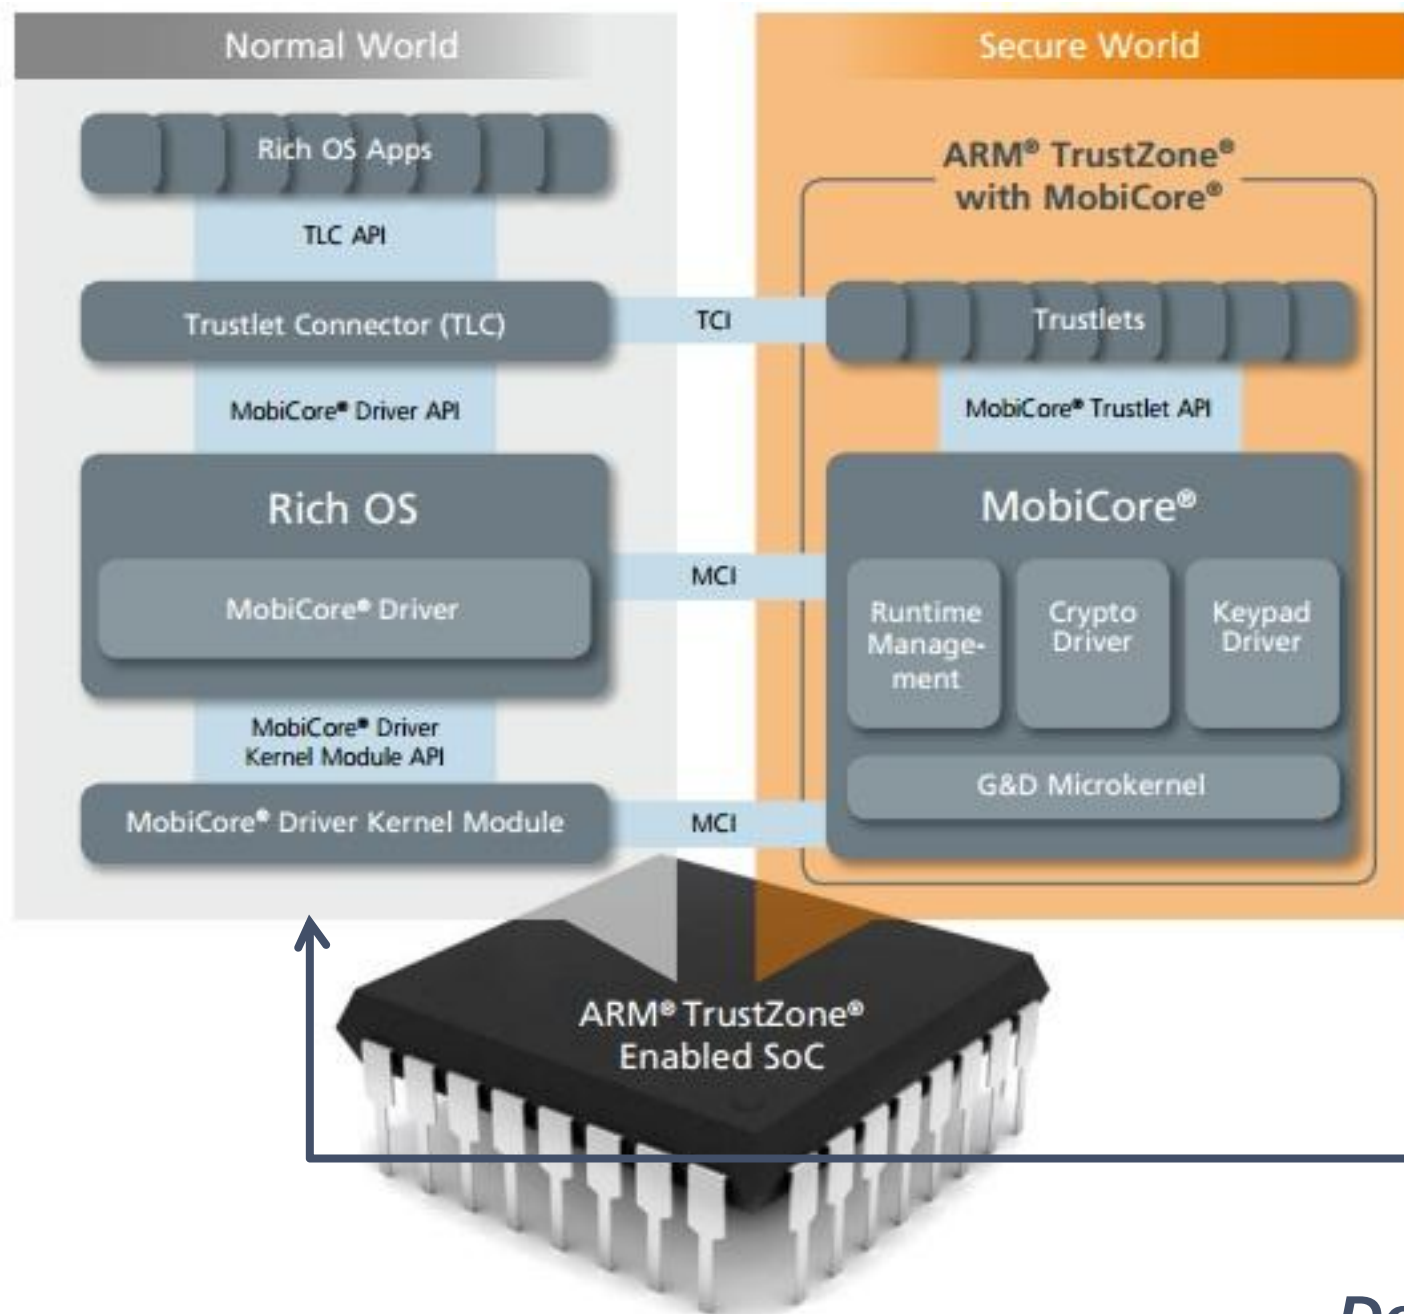 Normal World
Rich OS Apps
TLC API
Trustlet Connector (TLC)
MobiCore® Driver API
Rich OS
MobiCore® Driver
MobiCore® Driver
Kernel Module API
MobiCore® Driver Kernel Module
TCI
MCI
MCI
Secure World
ARM® TrustZone®
with MobiCore®
Trustlets
MobiCore® Trustlet API
MobiCore®
Runtime
Manage-
ment
Crypto
Driver
Keypad
Driver
G&D Microkernel
ARM® TrustZone®
Enabled SoC